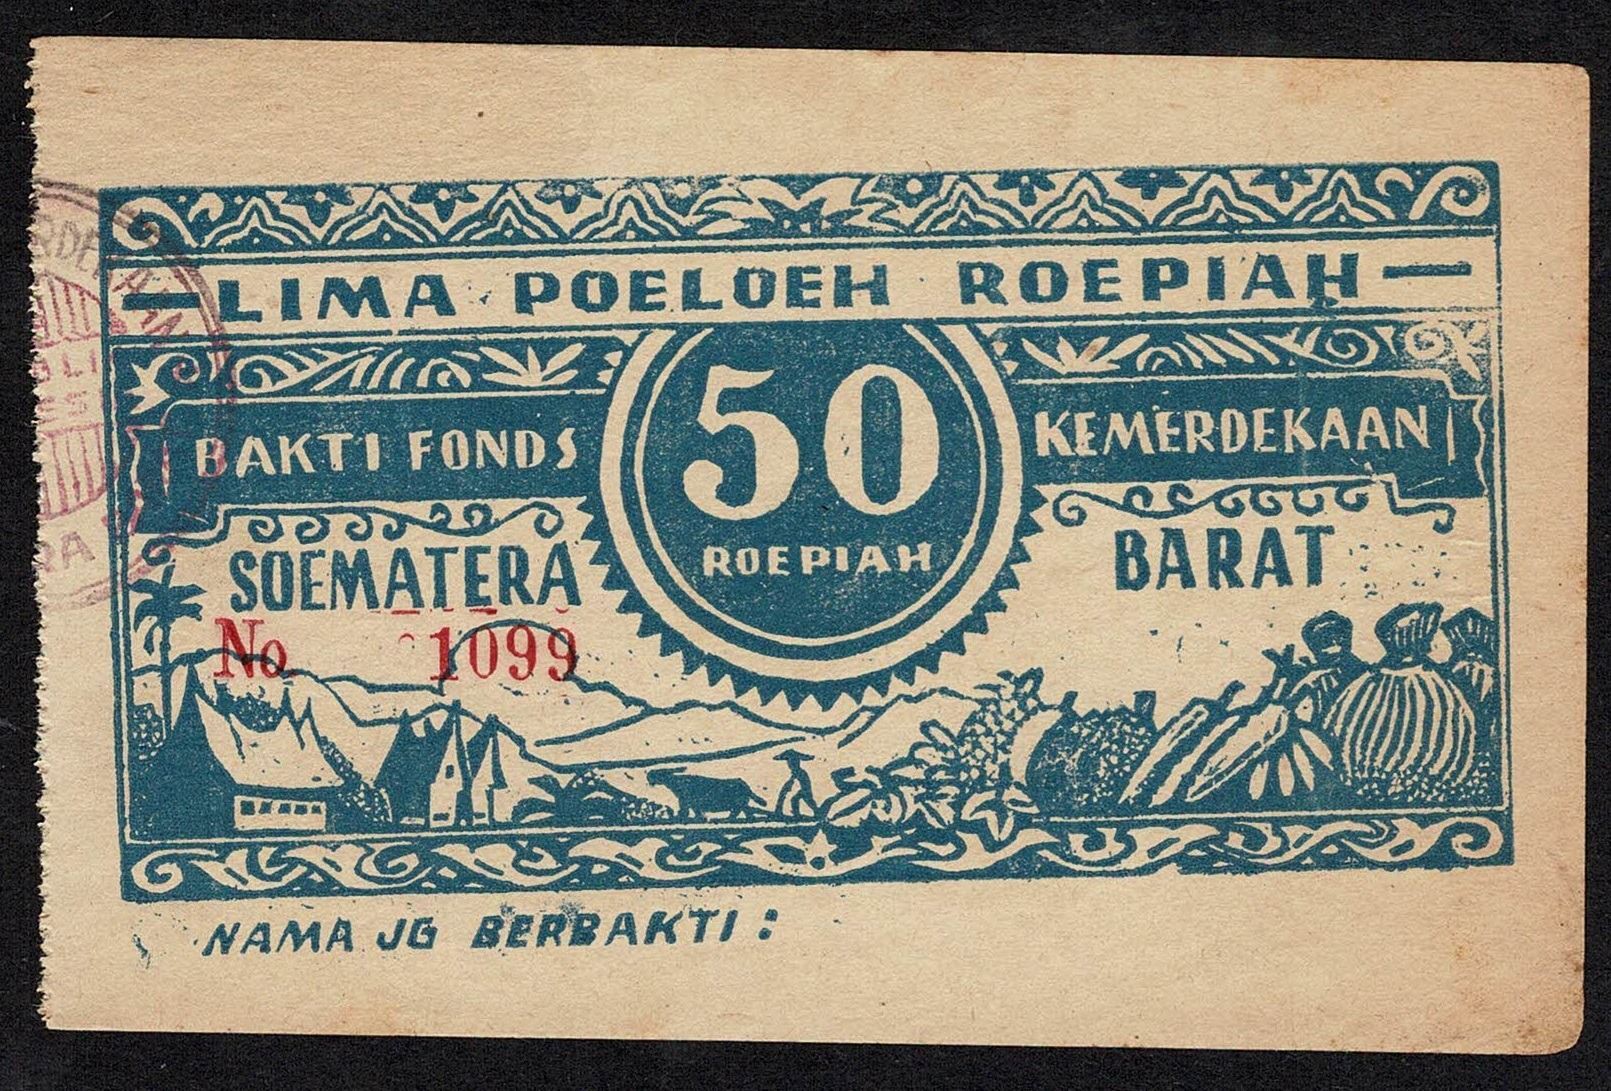 LIMA POELOEH ROEPIAH
BAKTI FONDS
50
ROEPIAH
KEMERDEKAAN
SOEMATERA
BARAT
No 1099
NAMA JG BERBAKTI: